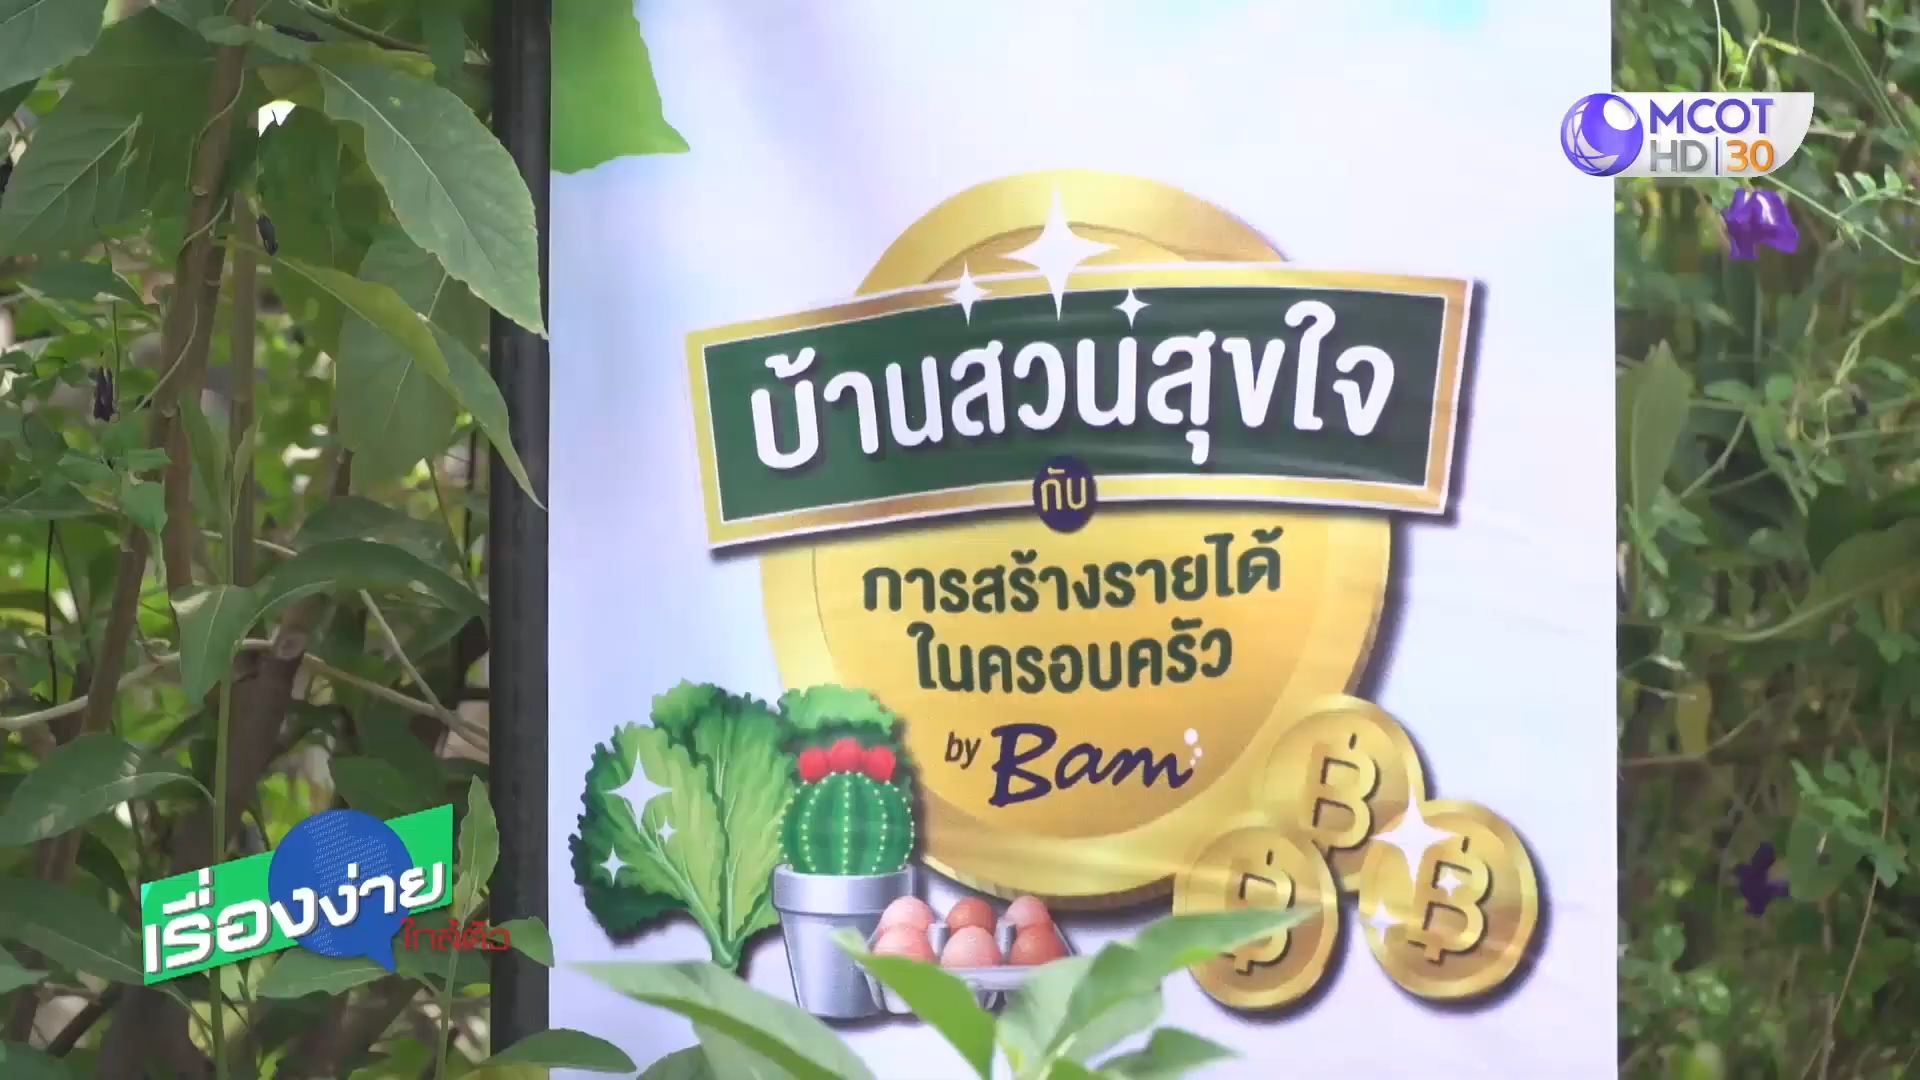 MCOT
HD 30
บ้านสวนสุขใจ
กับ
การสร้างรายได้
ในครอบครัว
by Bam
เรื่องง่าย
ใกล้ตัว